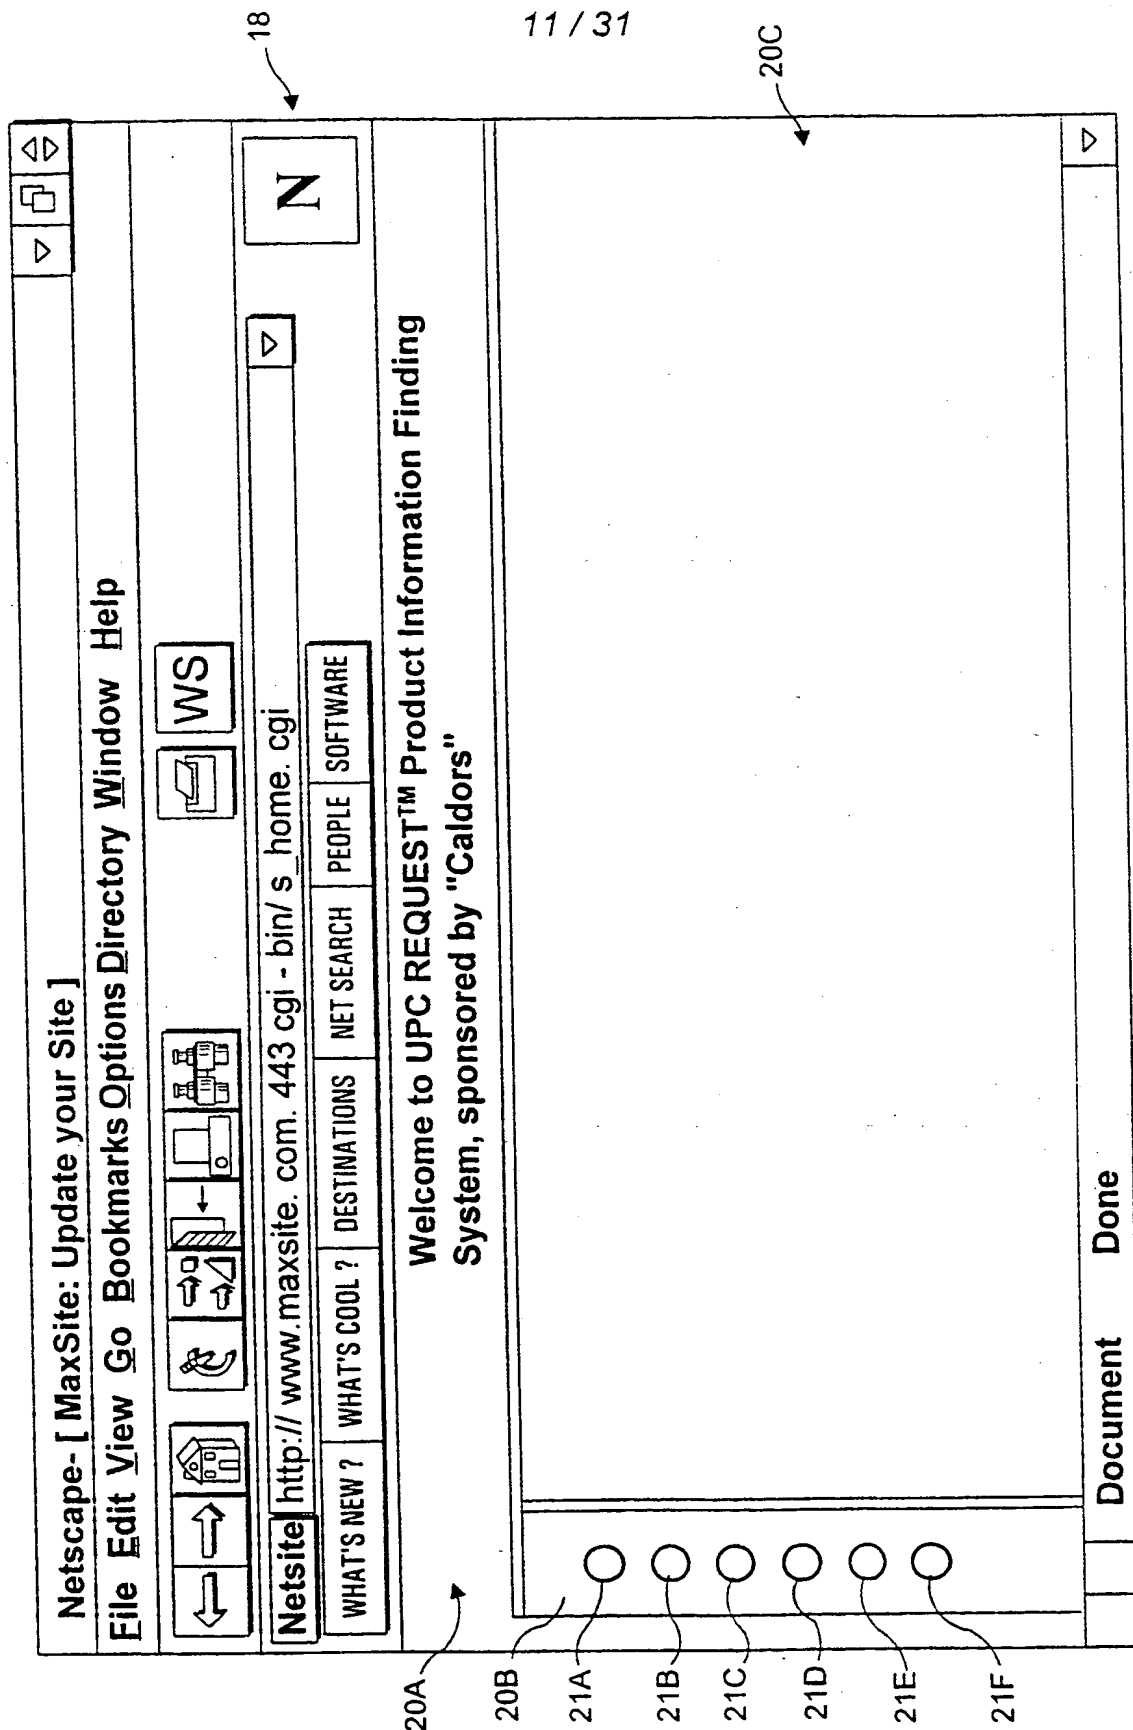 11 / 31
18
Netscape- [ MaxSite: Update your Site ]
File Edit View Go Bookmarks Options Directory Window Help
WS
Netsite http:// www.maxsite. com. 443 cgi - bin/ s_home. cgi
N
WHAT'S NEW ? WHAT'S COOL ? DESTINATIONS NET SEARCH PEOPLE SOFTWARE
Welcome to UPC REQUEST™ Product Information Finding
System, sponsored by "Caldors"
20A
20B
20C
21A
21B
21C
21D
21E
21F
Document Done